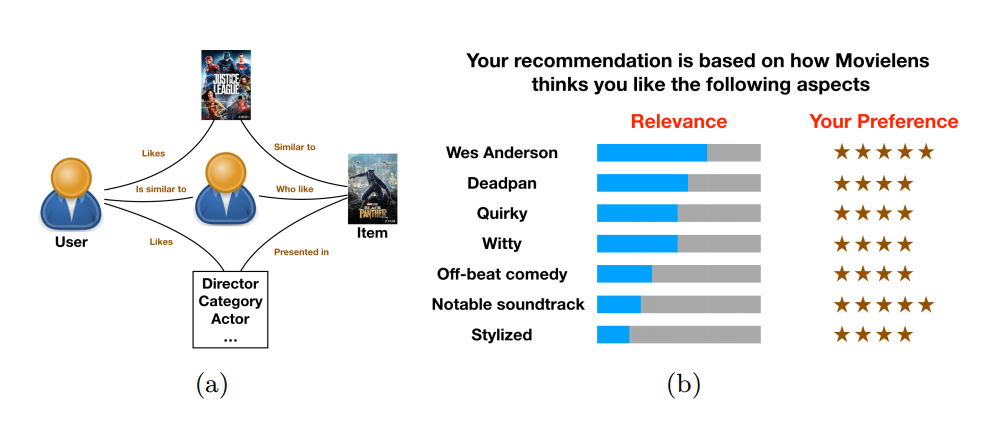 JUSTICE
LEAGUE
Likes
Similar to
Is similar to
Who like
User
BLACK
PANTHER
Item
Likes
Presented in
Director
Category
Actor
...
(a)
Your recommendation is based on how Movielens
thinks you like the following aspects
Relevance Your Preference
Wes Anderson
Deadpan
Quirky
Witty
Off-beat comedy
Notable soundtrack
Stylized
(b)